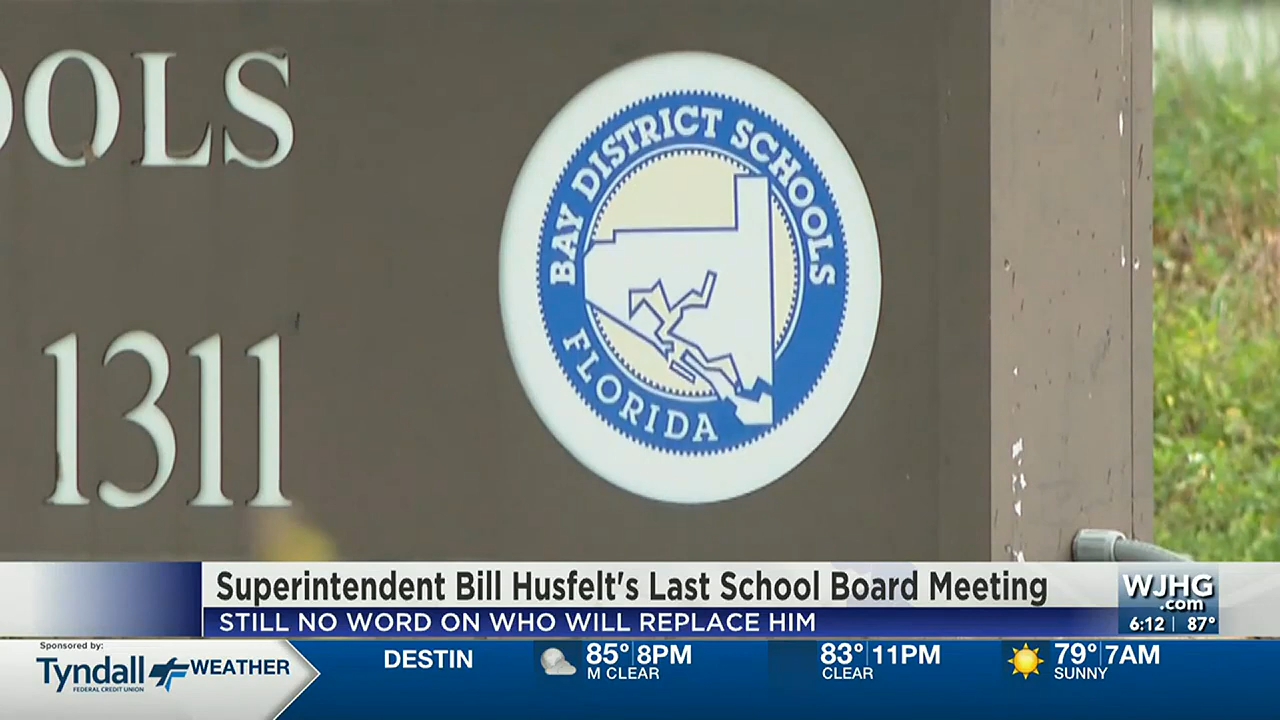 OOLS
1311
BAY DISTRICT SCHOOLS
FLORIDA
Superintendent Bill Husfelt's Last School Board Meeting
STILL NO WORD ON WHO WILL REPLACE HIM
WJHG
.com
6:12 | 87°
Sponsored by:
Tyndall WEATHER
FEDERAL CREDIT UNION
DESTIN
85° 8PM
M CLEAR
83° 11PM
CLEAR
79° 7AM
SUNNY